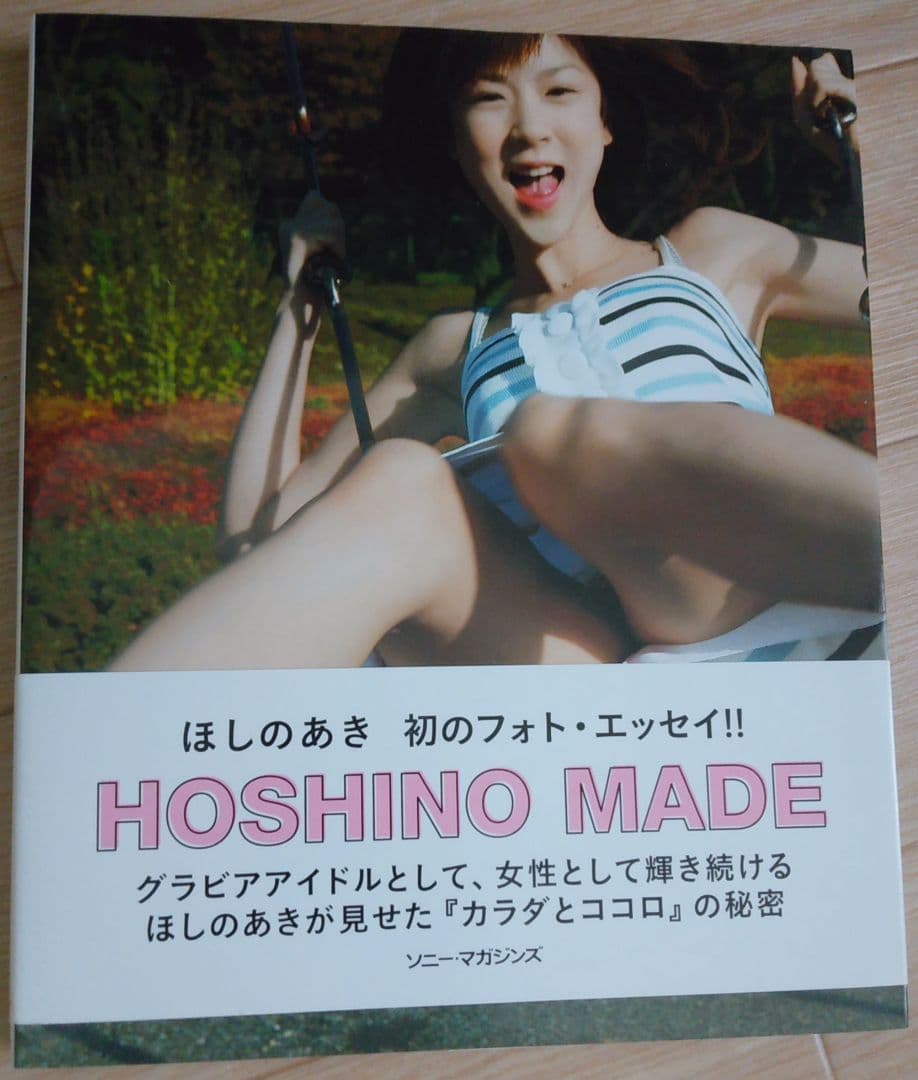 ほしのあき 初のフォト・エッセイ!!
HOSHINO MADE
グラビアアイドルとして、女性として輝き続ける
ほしのあきが見せた『カラダとココロ』の秘密
ソニー・マガジンズ